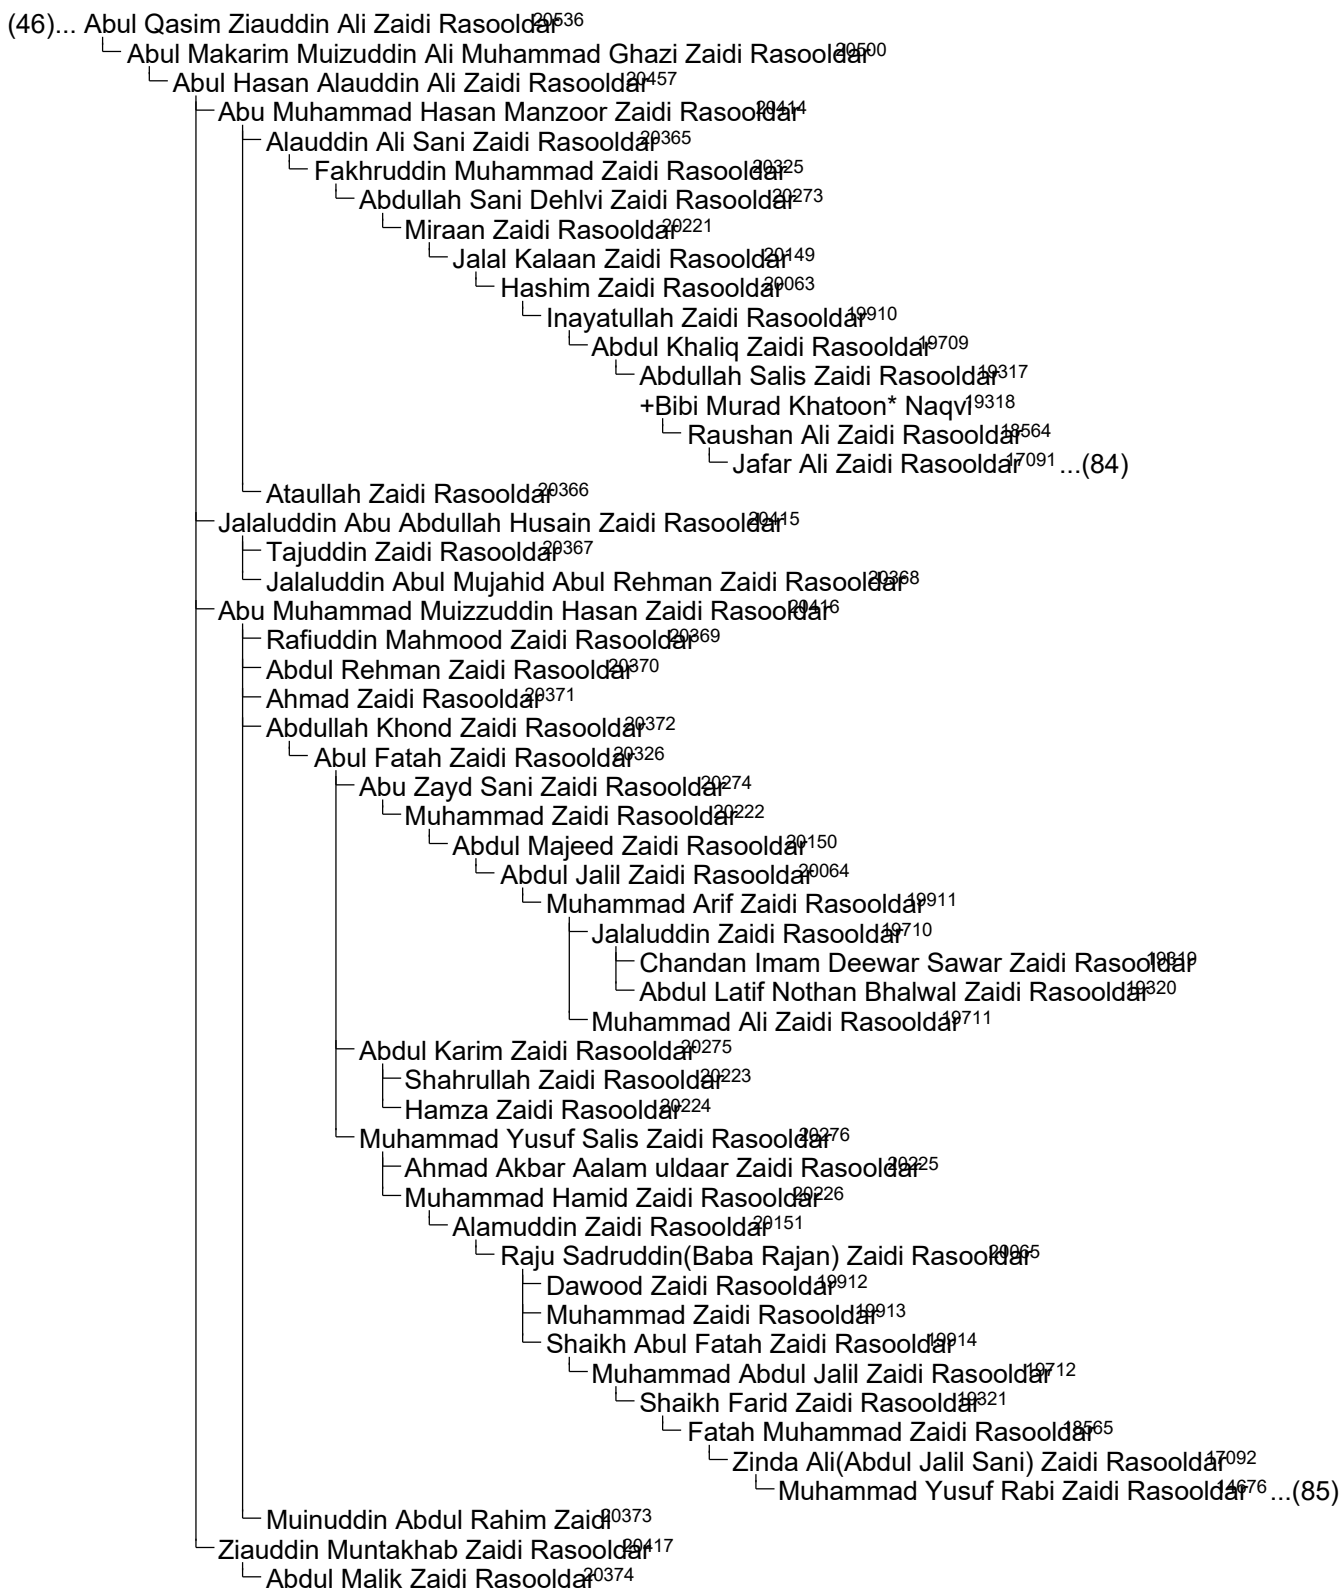 (46)... Abul Qasim Ziauddin Ali Zaidi Rasooldar20536
Abul Makarim Muizuddin Ali Muhammad Ghazi Zaidi Rasooldar20500
Abul Hasan Alauddin Ali Zaidi Rasooldar20457
Abu Muhammad Hasan Manzoor Zaidi Rasooldar20414
Alauddin Ali Sani Zaidi Rasooldar20365
Fakhruddin Muhammad Zaidi Rasooldar20325
Abdullah Sani Dehlvi Zaidi Rasooldar20273
Miraan Zaidi Rasooldar20221
Jalal Kalaan Zaidi Rasooldar20149
Hashim Zaidi Rasooldar20063
Inayatullah Zaidi Rasooldar19910
Abdul Khaliq Zaidi Rasooldar19709
Abdullah Salis Zaidi Rasooldar19317
+Bibi Murad Khatoon* Naqvi19318
Raushan Ali Zaidi Rasooldar18564
Jafar Ali Zaidi Rasooldar17091 ...(84)
Ataullah Zaidi Rasooldar20366
Jalaluddin Abu Abdullah Husain Zaidi Rasooldar20415
Tajuddin Zaidi Rasooldar20367
Jalaluddin Abul Mujahid Abul Rehman Zaidi Rasooldar20368
Abu Muhammad Muizzuddin Hasan Zaidi Rasooldar20416
Rafiuddin Mahmood Zaidi Rasooldar20369
Abdul Rehman Zaidi Rasooldar20370
Ahmad Zaidi Rasooldar20371
Abdullah Khond Zaidi Rasooldar20372
Abul Fatah Zaidi Rasooldar20326
Abu Zayd Sani Zaidi Rasooldar20274
Muhammad Zaidi Rasooldar20222
Abdul Majeed Zaidi Rasooldar20150
Abdul Jalil Zaidi Rasooldar20064
Muhammad Arif Zaidi Rasooldar19911
Jalaluddin Zaidi Rasooldar19710
Chandan Imam Deewar Sawar Zaidi Rasooldar19319
Abdul Latif Nothan Bhalwal Zaidi Rasooldar19320
Muhammad Ali Zaidi Rasooldar19711
Abdul Karim Zaidi Rasooldar20275
Shahrullah Zaidi Rasooldar20223
Hamza Zaidi Rasooldar20224
Muhammad Yusuf Salis Zaidi Rasooldar20276
Ahmad Akbar Aalam uldaar Zaidi Rasooldar20225
Muhammad Hamid Zaidi Rasooldar20226
Alamuddin Zaidi Rasooldar20151
Raju Sadruddin(Baba Rajan) Zaidi Rasooldar20065
Dawood Zaidi Rasooldar19912
Muhammad Zaidi Rasooldar19913
Shaikh Abul Fatah Zaidi Rasooldar19914
Muhammad Abdul Jalil Zaidi Rasooldar19712
Shaikh Farid Zaidi Rasooldar19321
Fatah Muhammad Zaidi Rasooldar18565
Zinda Ali(Abdul Jalil Sani) Zaidi Rasooldar17092
Muhammad Yusuf Rabi Zaidi Rasooldar14676 ...(85)
Muinuddin Abdul Rahim Zaidi20373
Ziauddin Muntakhab Zaidi Rasooldar20417
Abdul Malik Zaidi Rasooldar20374